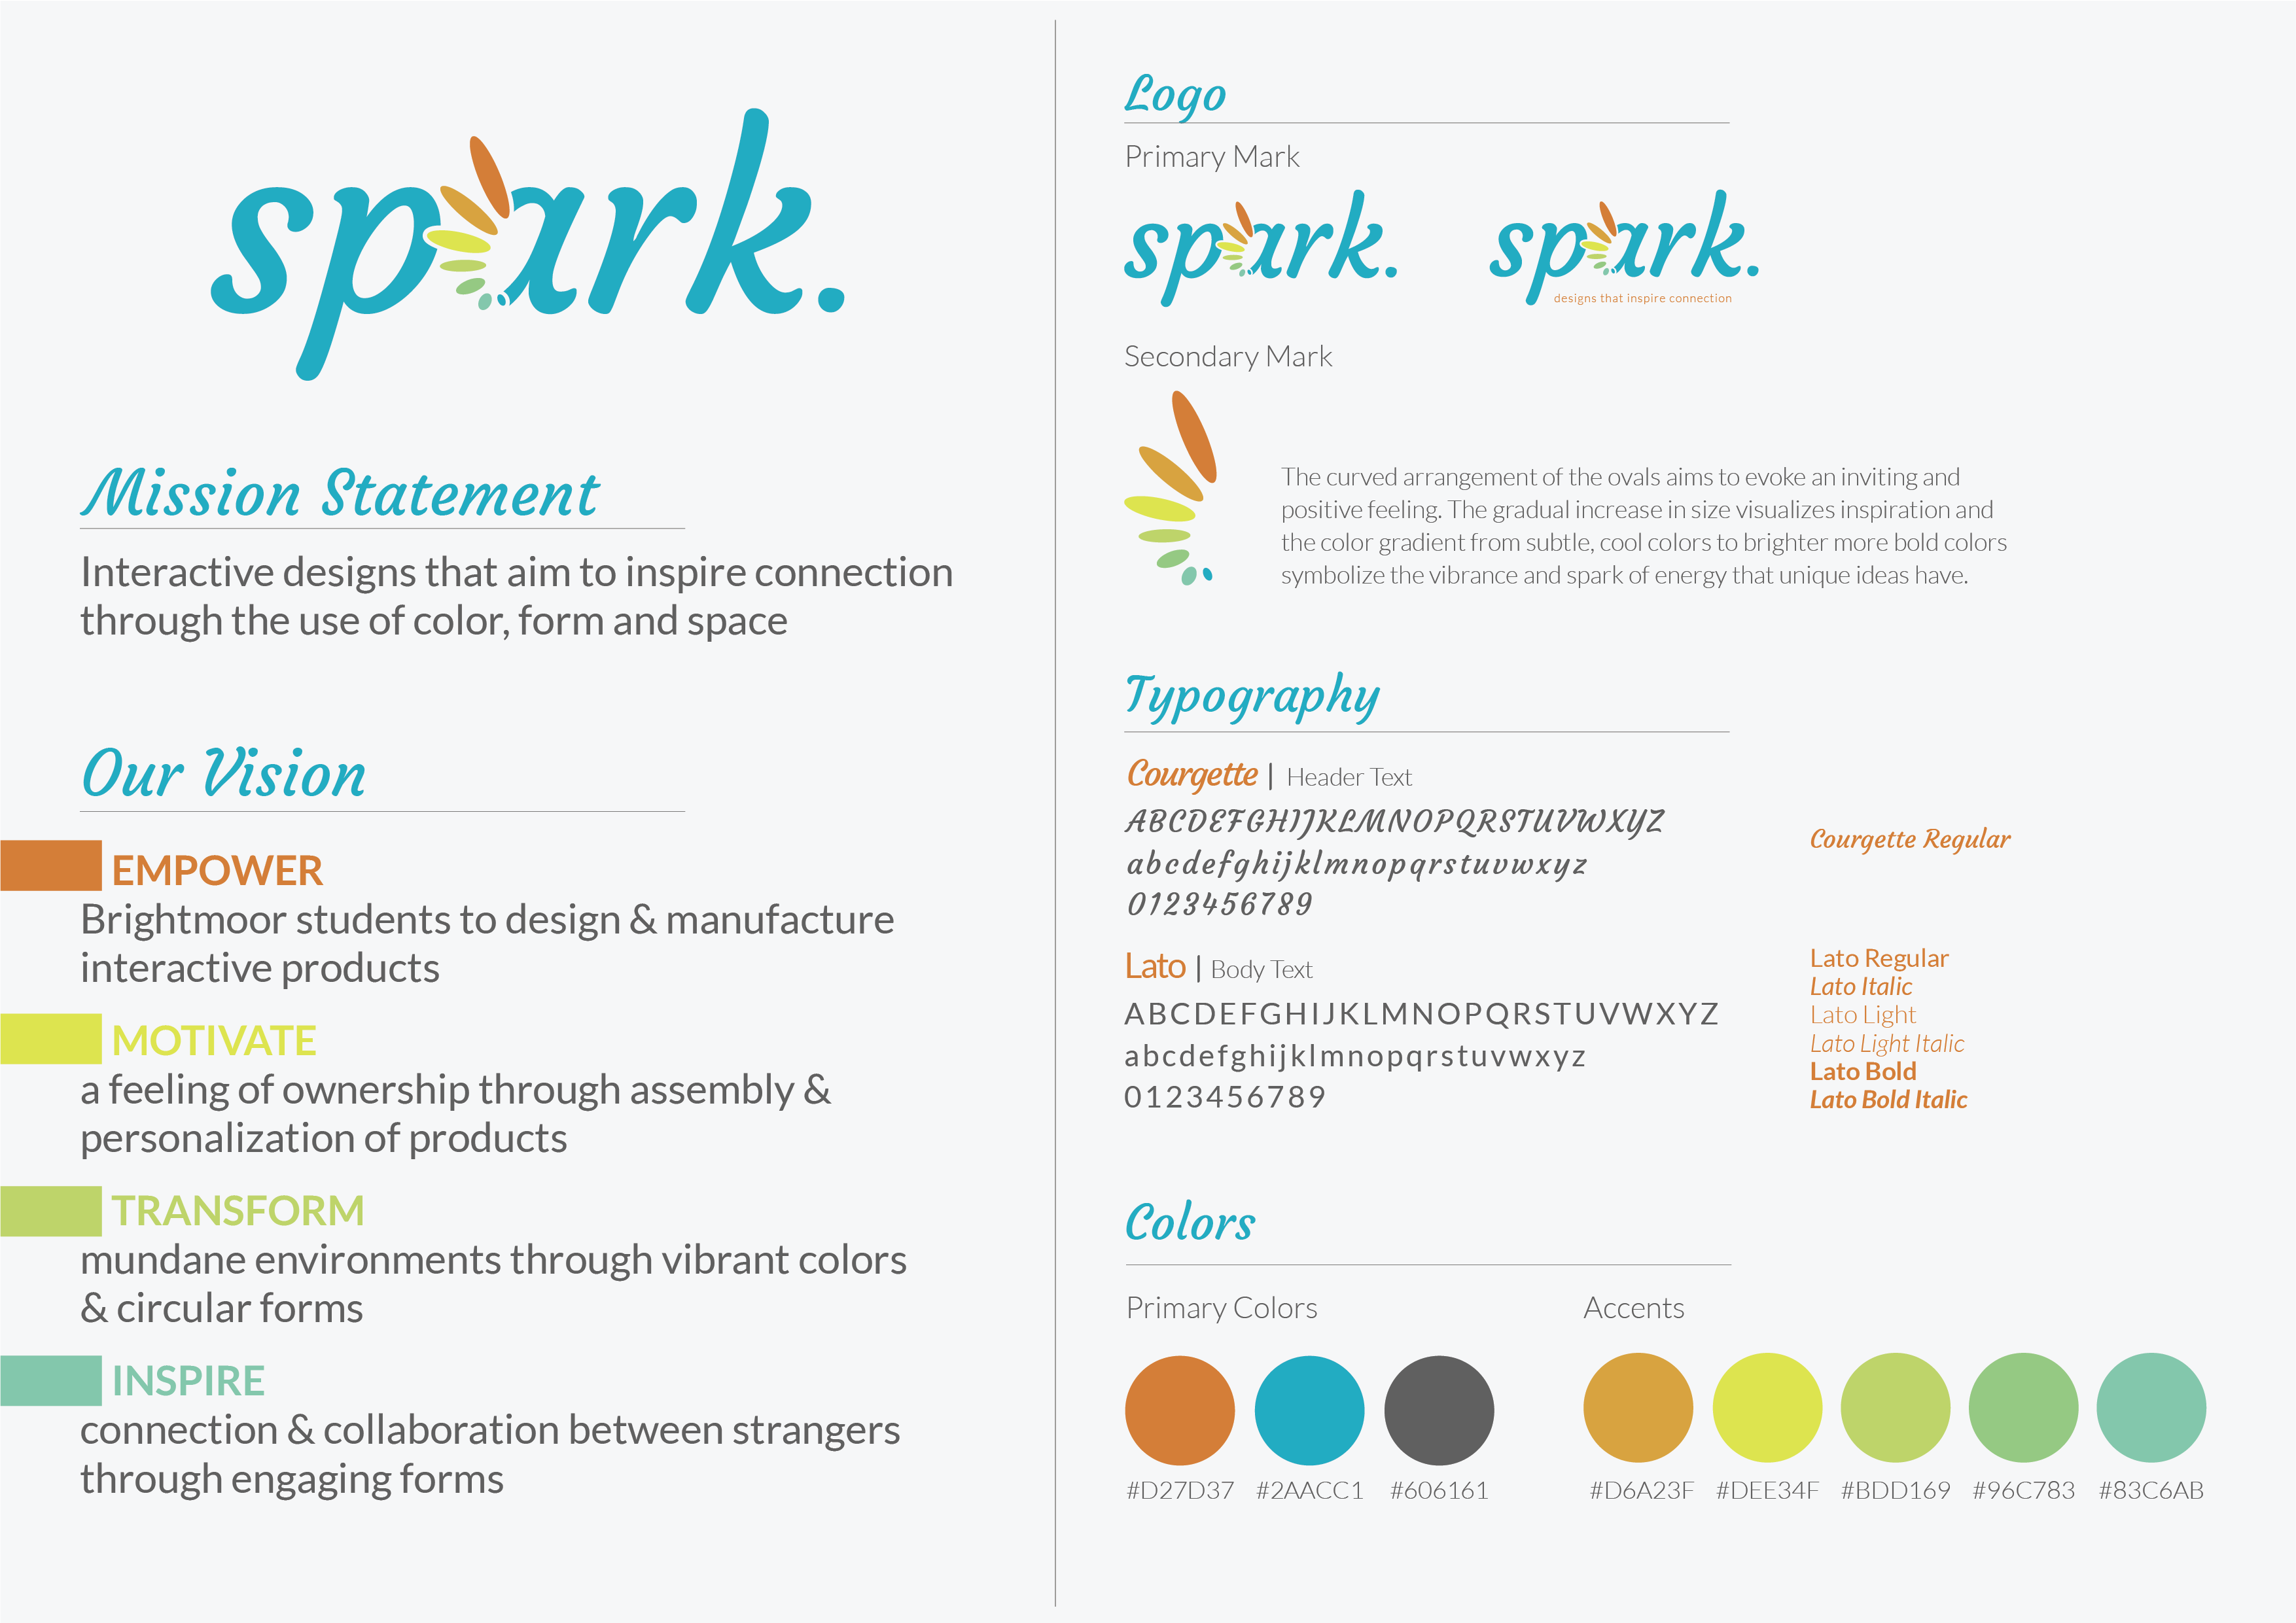 spark.
Mission Statement
Interactive designs that aim to inspire connection
through the use of color, form and space
Our Vision
EMPOWER
Brightmoor students to design & manufacture
interactive products
MOTIVATE
a feeling of ownership through assembly &
personalization of products
TRANSFORM
mundane environments through vibrant colors
& circular forms
INSPIRE
connection & collaboration between strangers
through engaging forms
Logo
Primary Mark
spark.
spark.
designs that inspire connection
Secondary Mark
The curved arrangement of the ovals aims to evoke an inviting and
positive feeling. The gradual increase in size visualizes inspiration and
the color gradient from subtle, cool colors to brighter more bold colors
symbolize the vibrance and spark of energy that unique ideas have.
Typography
Courgette | Header Text
ABCDEFGHIJKLMNOPQRSTUVWXYZ
abcdefghijklmnopqrstuvwxyz
0123456789
Courgette Regular
Lato | Body Text
ABCDEFGHIJKLMNOPQRSTUVWXYZ
abcdefghijklmnopqrstuvwxyz
0123456789
Lato Regular
Lato Italic
Lato Light
Lato Light Italic
Lato Bold
Lato Bold Italic
Colors
Primary Colors
#D27D37 #2AACC1 #606161
Accents
#D6A23F #DEE34F #BDD169 #96C783 #83C6AB